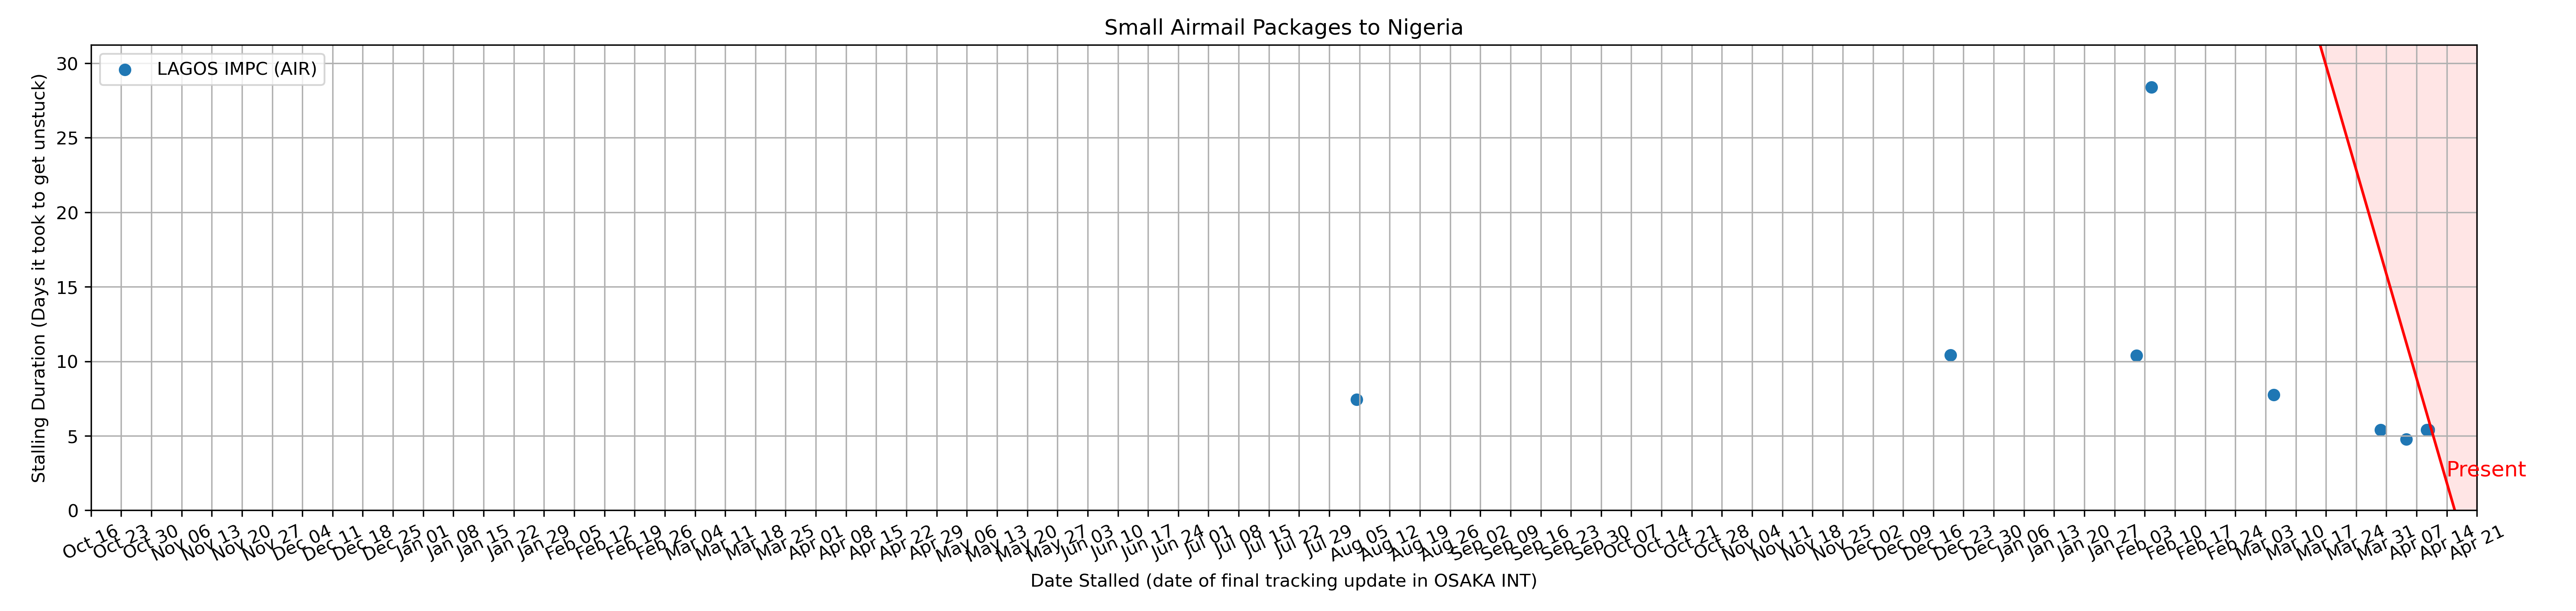 Small Airmail Packages to Nigeria
LAGOS IMPC (AIR)
Stalling Duration (Days it took to get unstuck)
30
25
20
15
10
5
0
Present
Oct 16 Oct 23 Oct 30 Nov 06 Nov 13 Nov 20 Nov 27 Dec 04 Dec 11 Dec 18 Dec 25 Jan 01 Jan 08 Jan 15 Jan 22 Jan 29 Feb 05 Feb 12 Feb 19 Feb 26 Mar 04 Mar 11 Mar 18 Mar 25 Apr 01 Apr 08 Apr 15 Apr 22 Apr 29 May 06 May 13 May 20 May 27 Jun 03 Jun 10 Jun 17 Jun 24 Jul 01 Jul 08 Jul 15 Jul 22 Jul 29 Aug 05 Aug 12 Aug 19 Aug 26 Sep 02 Sep 09 Sep 16 Sep 23 Sep 30 Oct 07 Oct 14 Oct 21 Oct 28 Nov 04 Nov 11 Nov 18 Nov 25 Dec 02 Dec 09 Dec 16 Dec 23 Dec 30 Jan 06 Jan 13 Jan 20 Jan 27 Feb 03 Feb 10 Feb 17 Feb 24 Mar 03 Mar 10 Mar 17 Mar 24 Mar 31 Apr 07 Apr 14 Apr 21
Date Stalled (date of final tracking update in OSAKA INT)